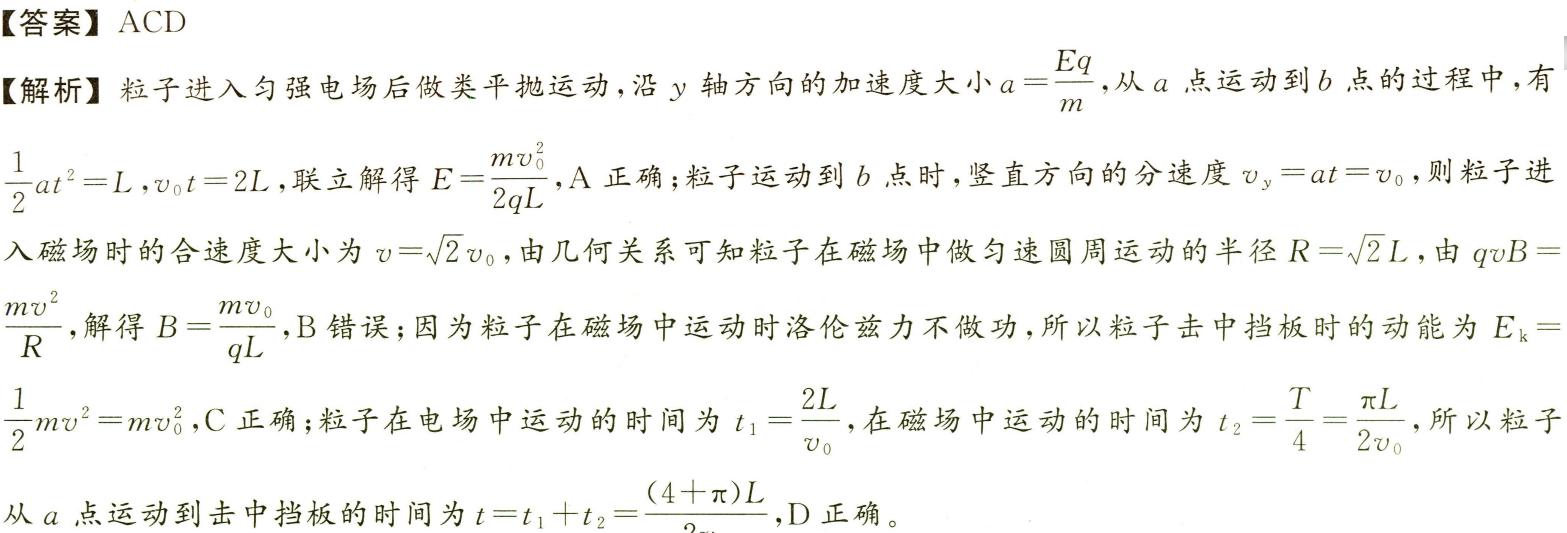 【答案】ACD
【解析】粒子进入匀强电场后做类平抛运动,沿 y 轴方向的加速度大小 a=\frac{Eq}{m},从 a 点运动到 b 点的过程中,有
\frac{1}{2}at^2=L,v_0t=2L,联立解得 E=\frac{mv_0^2}{2qL},A 正确;粒子运动到 b 点时,竖直方向的分速度 v_y=at=v_0,则粒子进
入磁场时的合速度大小为 v=\sqrt{2}v_0,由几何关系可知粒子在磁场中做匀速圆周运动的半径 R=\sqrt{2}L,由 qvB=
\frac{mv^2}{R},解得 B=\frac{mv_0}{qL},B 错误;因为粒子在磁场中运动时洛伦兹力不做功,所以粒子击中挡板时的动能为 E_k=
\frac{1}{2}mv^2=mv_0^2,C 正确;粒子在电场中运动的时间为 t_1=\frac{2L}{v_0},在磁场中运动的时间为 t_2=\frac{T}{4}=\frac{πL}{2v_0},所以粒子
从 a 点运动到击中挡板的时间为 t=t_1+t_2=\frac{(4+π)L}{},D 正确。